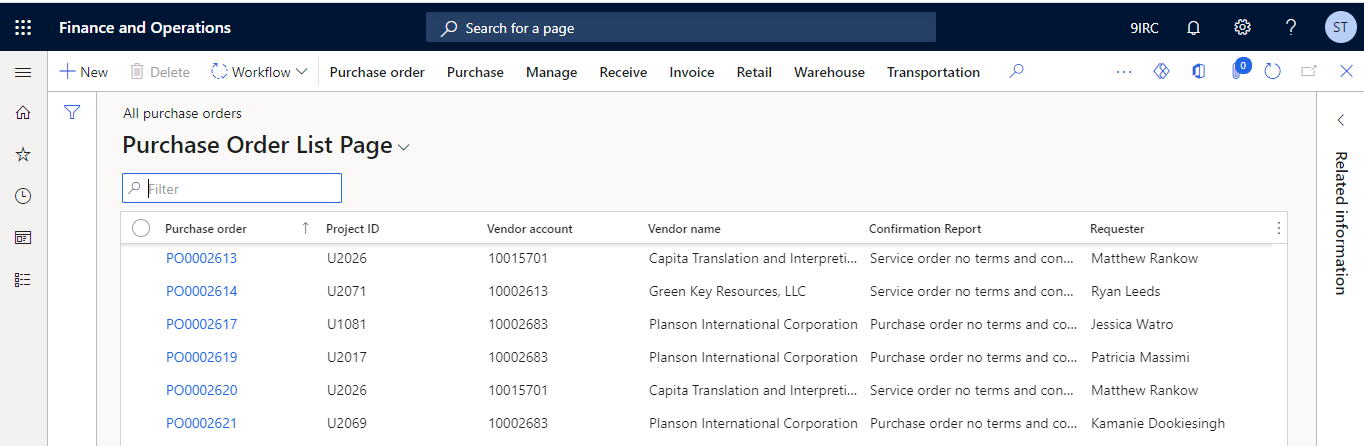 Finance and Operations Search for a page 9IRC ? ST
New Delete Workflow Purchase order Purchase Manage Receive Invoice Retail Warehouse Transportation ... 0
All purchase orders
Purchase Order List Page
Filter
Purchase order Project ID Vendor account Vendor name Confirmation Report Requester
PO0002613 U2026 10015701 Capita Translation and Interpreti... Service order no terms and con... Matthew Rankow
PO0002614 U2071 10002613 Green Key Resources, LLC Service order no terms and con... Ryan Leeds
PO0002617 U1081 10002683 Planson International Corporation Purchase order no terms and co... Jessica Watro
PO0002619 U2017 10002683 Planson International Corporation Purchase order no terms and co... Patricia Massimi
PO0002620 U2026 10015701 Capita Translation and Interpreti... Service order no terms and con... Matthew Rankow
PO0002621 U2069 10002683 Planson International Corporation Purchase order no terms and co... Kamanie Dookiesingh
Related information